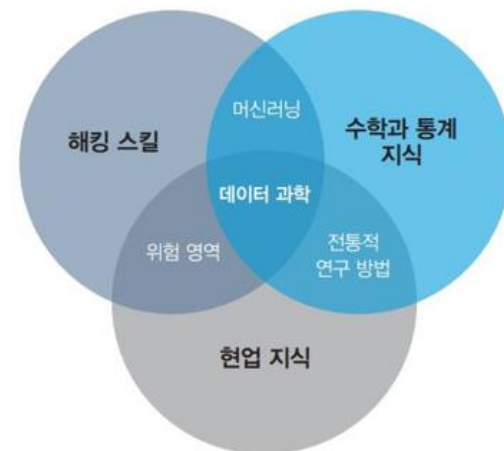 머신러닝
해킹 스킬
수학과 통계
지식
데이터 과학
위험 영역
전통적
연구 방법
현업 지식